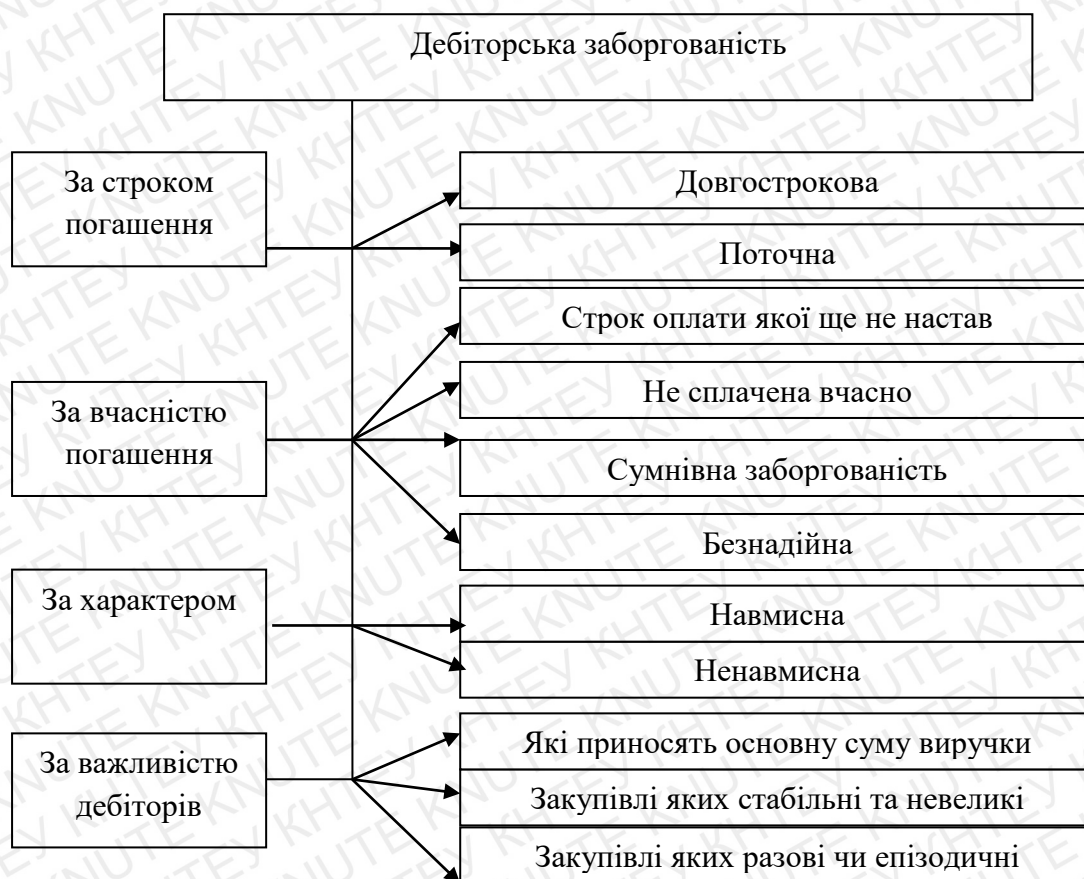 Дебіторська заборгованість
За строком
погашення
Довгострокова
Поточна
За вчасністю
погашення
Строк оплати якої ще не настав
Не сплачена вчасно
Сумнівна заборгованість
Безнадійна
За характером
Навмисна
Ненавмисна
За важливістю
дебіторів
Які приносять основну суму виручки
Закупівлі яких стабільні та невеликі
Закупівлі яких разові чи епізодичні